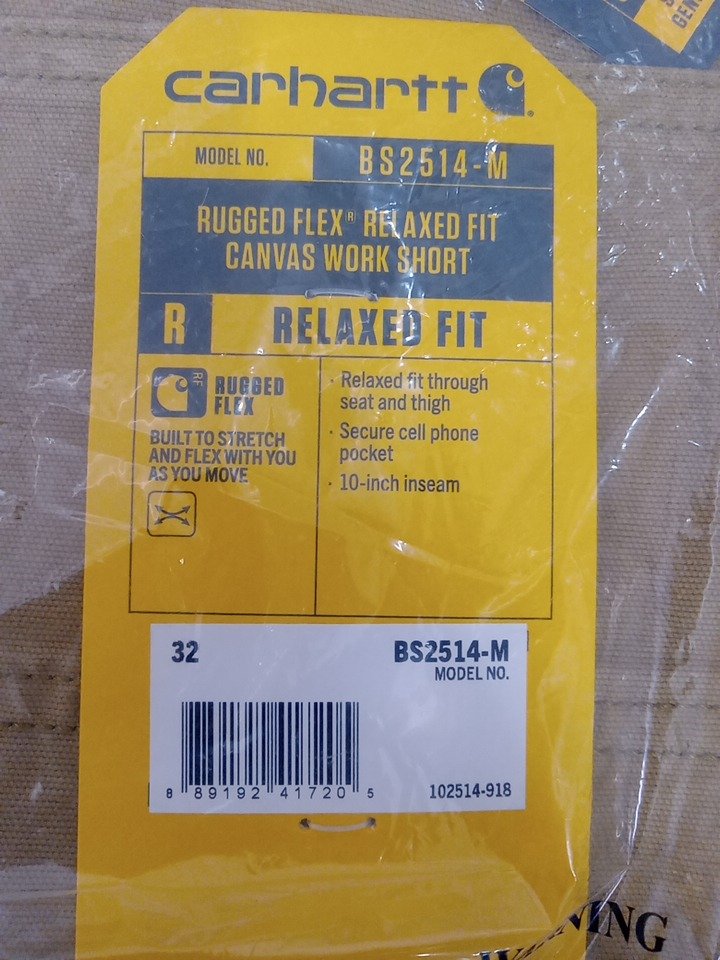 GEN
carhartt
MODEL NO. BS2514-M
RUGGED FLEX® RELAXED FIT
CANVAS WORK SHORT
R RELAXED FIT
RF
RUGGED
FLEX
BUILT TO STRETCH
AND FLEX WITH YOU
AS YOU MOVE
· Relaxed fit through
seat and thigh
· Secure cell phone
pocket
· 10-inch inseam
32 BS2514-M
MODEL NO.
8 89192 41720 5
102514-918
WARNING